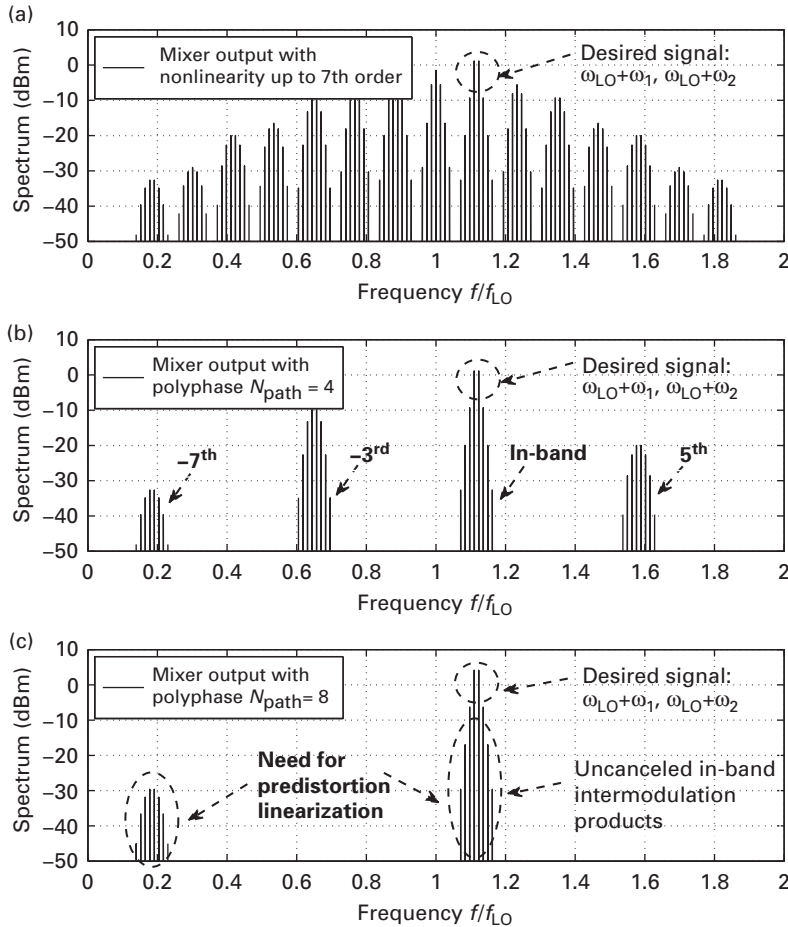 (a)
Spectrum (dBm)
10
0
−10
−20
−30
−40
−50
Mixer output with
nonlinearity up to 7th order
Desired signal:
ωLO+ω1, ωLO+ω2
0 0.2 0.4 0.6 0.8 1 1.2 1.4 1.6 1.8 2
Frequency f/fLO
(b)
Spectrum (dBm)
10
0
−10
−20
−30
−40
−50
Mixer output with
polyphase Npath = 4
Desired signal:
ωLO+ω1, ωLO+ω2
−7th
−3rd
In-band
5th
0 0.2 0.4 0.6 0.8 1 1.2 1.4 1.6 1.8 2
Frequency f/fLO
(c)
Spectrum (dBm)
10
0
−10
−20
−30
−40
−50
Mixer output with
polyphase Npath= 8
Desired signal:
ωLO+ω1, ωLO+ω2
Need for
predistortion
linearization
Uncanceled in-band
intermodulation
products
0 0.2 0.4 0.6 0.8 1 1.2 1.4 1.6 1.8 2
Frequency f/fLO